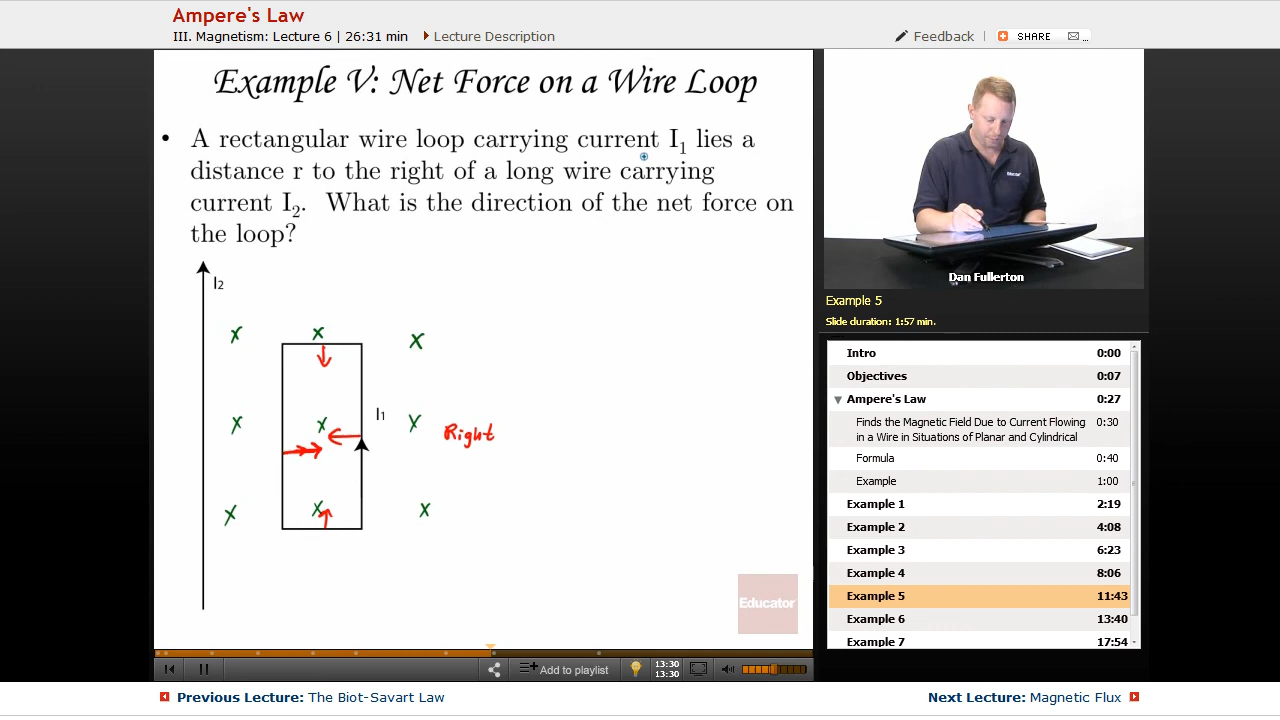 Ampere's Law
III. Magnetism: Lecture 6 | 26:31 min
Lecture Description
Feedback
SHARE
...
Example V: Net Force on a Wire Loop
• A rectangular wire loop carrying current I1 lies a
distance r to the right of a long wire carrying
current I2. What is the direction of the net force on
the loop?
I2
x x x
x x x
I1
Right
x x x
Educator
Add to playlist
13:30
13:30
Dan Fullerton
Example 5
Slide duration: 1:57 min.
Intro 0:00
Objectives 0:07
Ampere's Law 0:27
Finds the Magnetic Field Due to Current Flowing 0:30
in a Wire in Situations of Planar and Cylindrical
Formula 0:40
Example 1:00
Example 1 2:19
Example 2 4:08
Example 3 6:23
Example 4 8:06
Example 5 11:43
Example 6 13:40
Example 7 17:54
Previous Lecture: The Biot-Savart Law
Next Lecture: Magnetic Flux